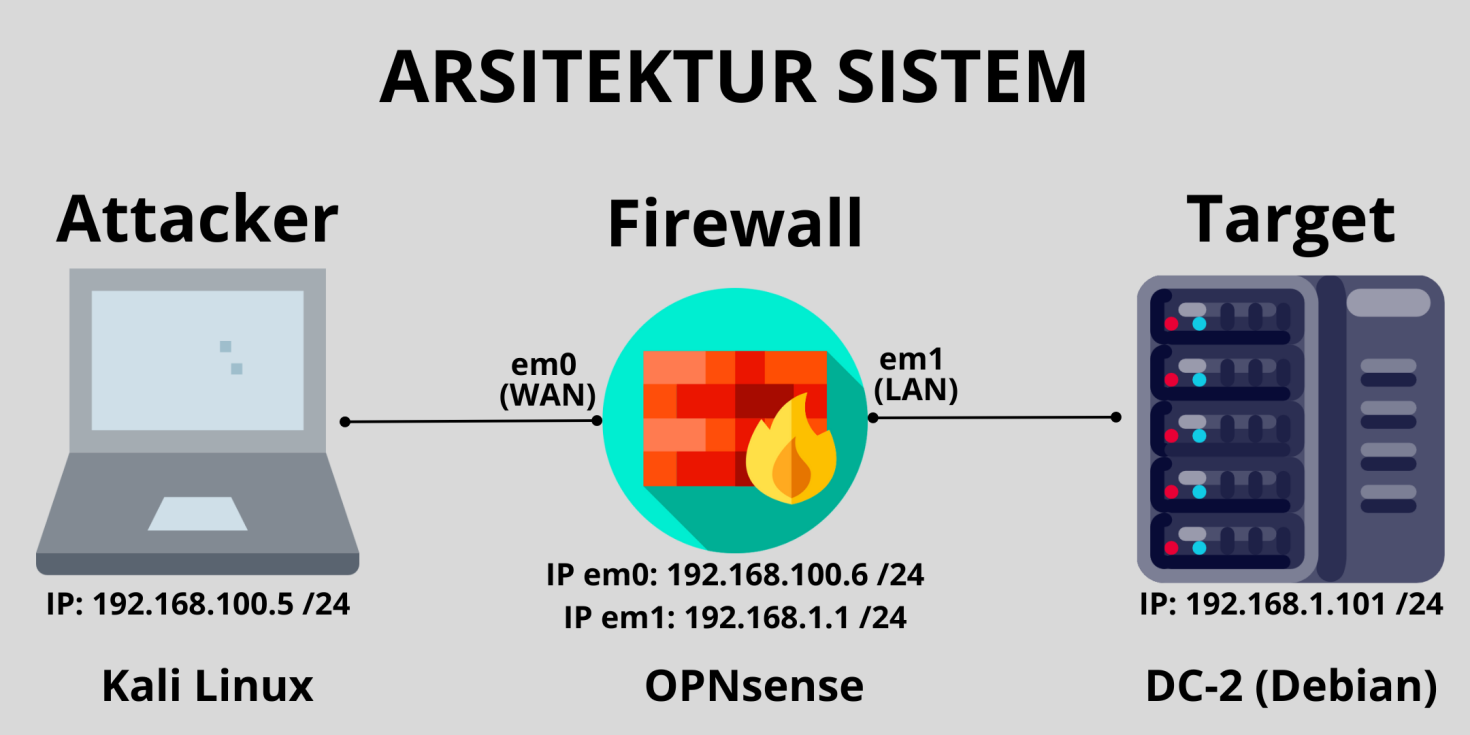 ARSITEKTUR SISTEM
Attacker
Firewall
Target
em0
(WAN)
em1
(LAN)
IP: 192.168.100.5 /24
IP em0: 192.168.100.6 /24
IP em1: 192.168.1.1 /24
IP: 192.168.1.101 /24
Kali Linux
OPNsense
DC-2 (Debian)